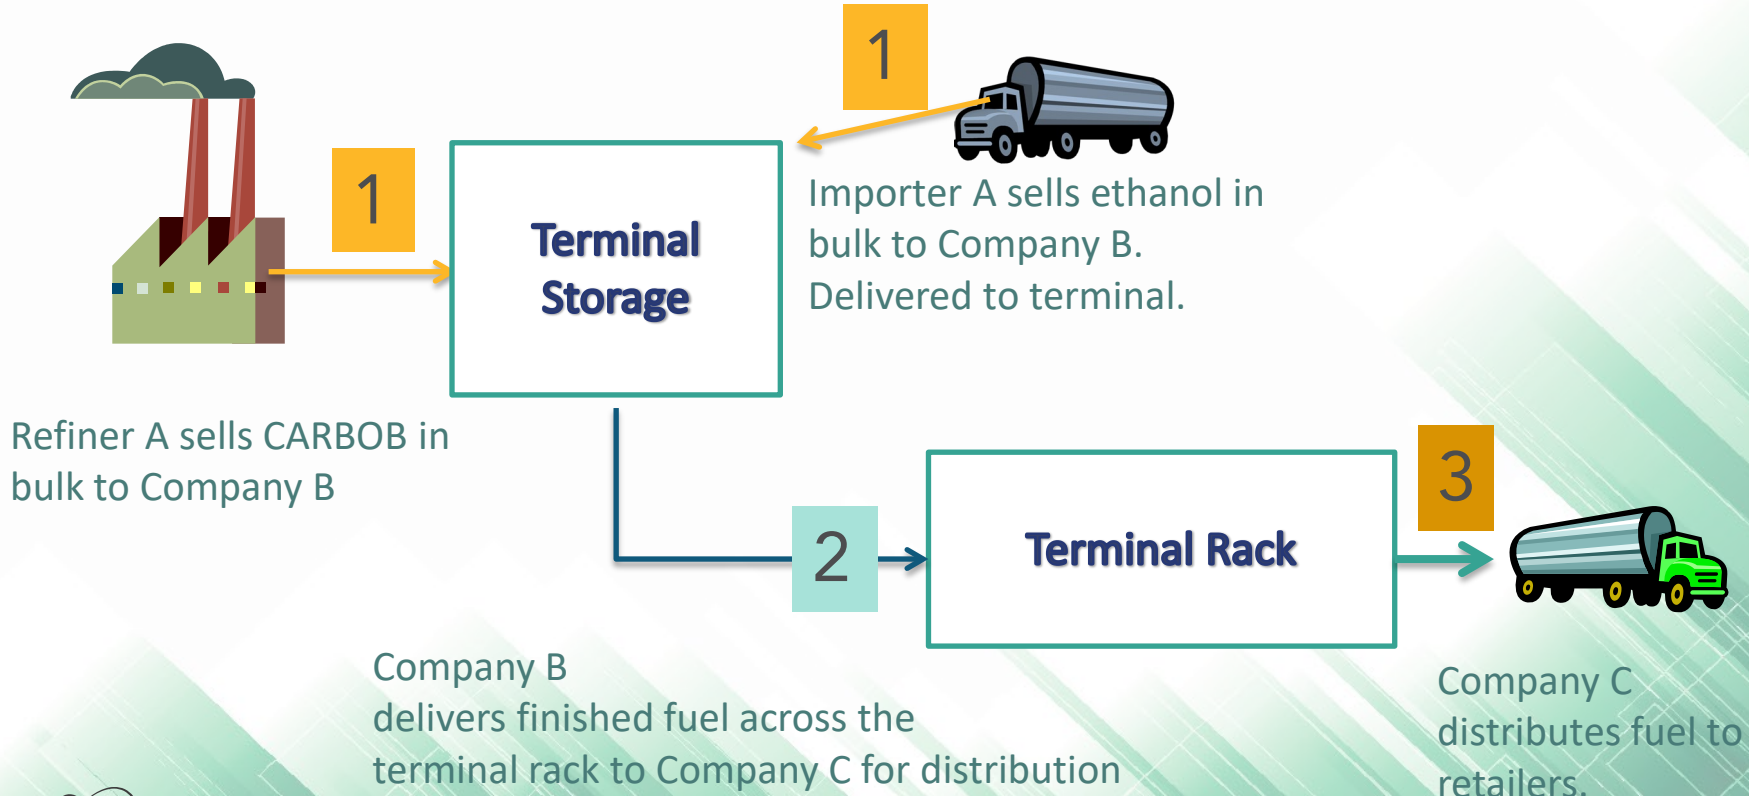 1
1
Importer A sells ethanol in
bulk to Company B.
Delivered to terminal.
Terminal
Storage
Refiner A sells CARBOB in
bulk to Company B
2
Terminal Rack
3
Company B
delivers finished fuel across the
terminal rack to Company C for distribution
Company C
distributes fuel to
retailers.